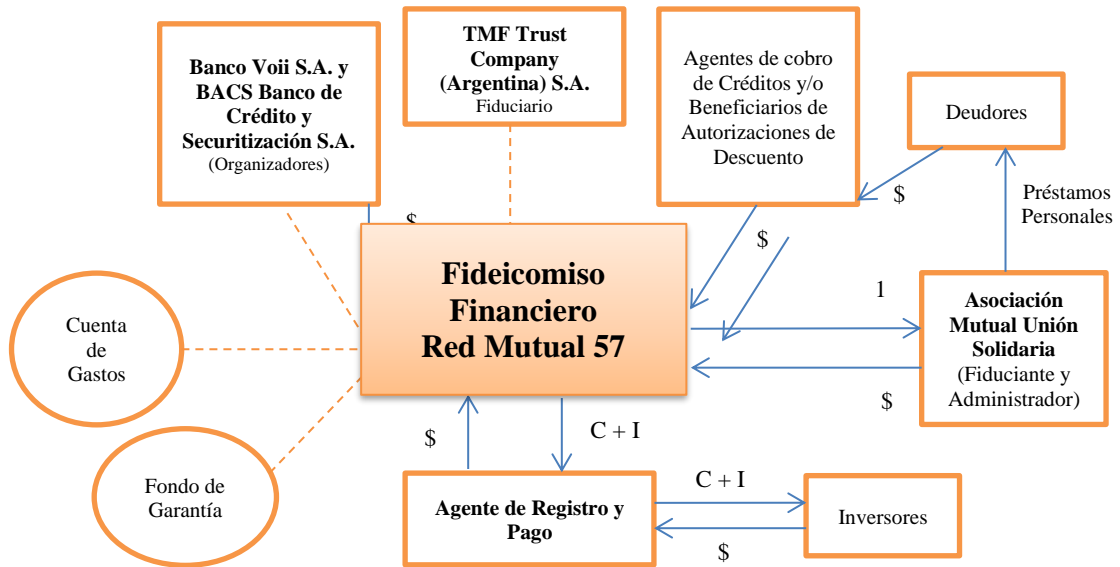 Banco Voii S.A. y
BACS Banco de
Crédito y
Securitización S.A.
(Organizadores)
TMF Trust
Company
(Argentina) S.A.
Fiduciario
Agentes de cobro
de Créditos y/o
Beneficiarios de
Autorizaciones de
Descuento
Deudores
$
Préstamos
Personales
$
$
Fideicomiso
Financiero
Red Mutual 57
1
Asociación
Mutual Unión
Solidaria
(Fiduciante y
Administrador)
$
Cuenta
de
Gastos
$
C + I
Fondo de
Garantía
Agente de Registro y
Pago
C + I
$
Inversores